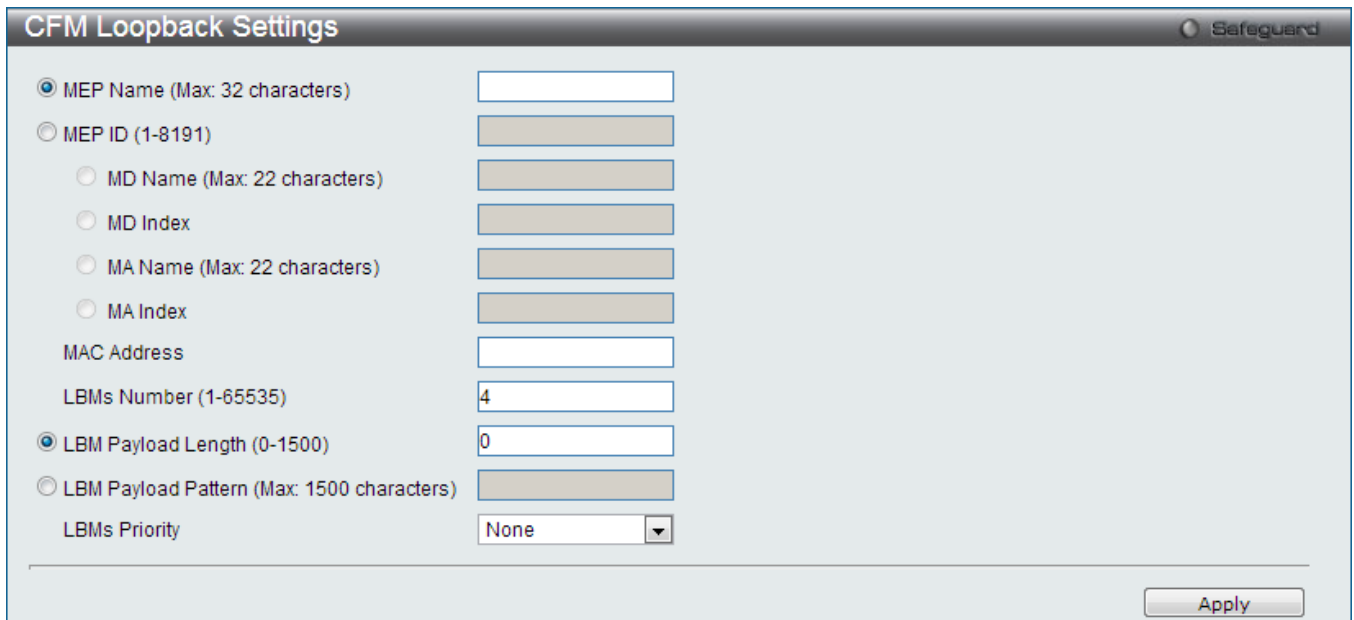 CFM Loopback Settings
Safeguard
MEP Name (Max: 32 characters)
MEP ID (1-8191)
MD Name (Max: 22 characters)
MD Index
MA Name (Max: 22 characters)
MA Index
MAC Address
LBMs Number (1-65535) 4
LBM Payload Length (0-1500) 0
LBM Payload Pattern (Max: 1500 characters)
LBMs Priority None
Apply